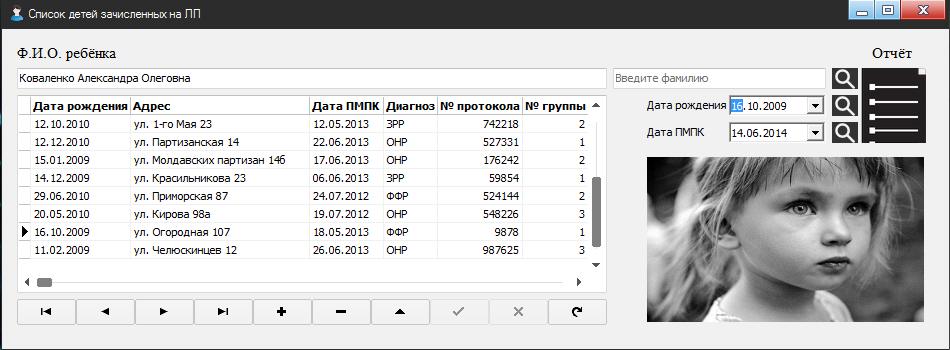 Список детей зачисленных на ЛП
Ф.И.О. ребёнка
Отчёт
Коваленко Александра Олеговна
Введите фамилию
Дата рождения 16.10.2009
Дата ПМПК 14.06.2014
Дата рождения Адрес Дата ПМПК Диагноз № протокола № группы
12.10.2010 ул. 1-го Мая 23 12.05.2013 ЗРР 742218 2
12.12.2010 ул. Партизанская 14 22.06.2013 ОНР 527331 1
15.01.2009 ул. Молдавских партизан 14б 17.06.2013 ОНР 176242 2
14.12.2009 ул. Красильникова 23 06.06.2013 ЗРР 59854 1
29.06.2010 ул. Приморская 87 24.07.2012 ФФР 524144 2
20.05.2010 ул. Кирова 98а 19.07.2012 ОНР 548226 3
16.10.2009 ул. Огородная 107 18.05.2013 ФФР 9878 1
11.02.2009 ул. Челюскинцев 12 26.06.2013 ОНР 987625 3